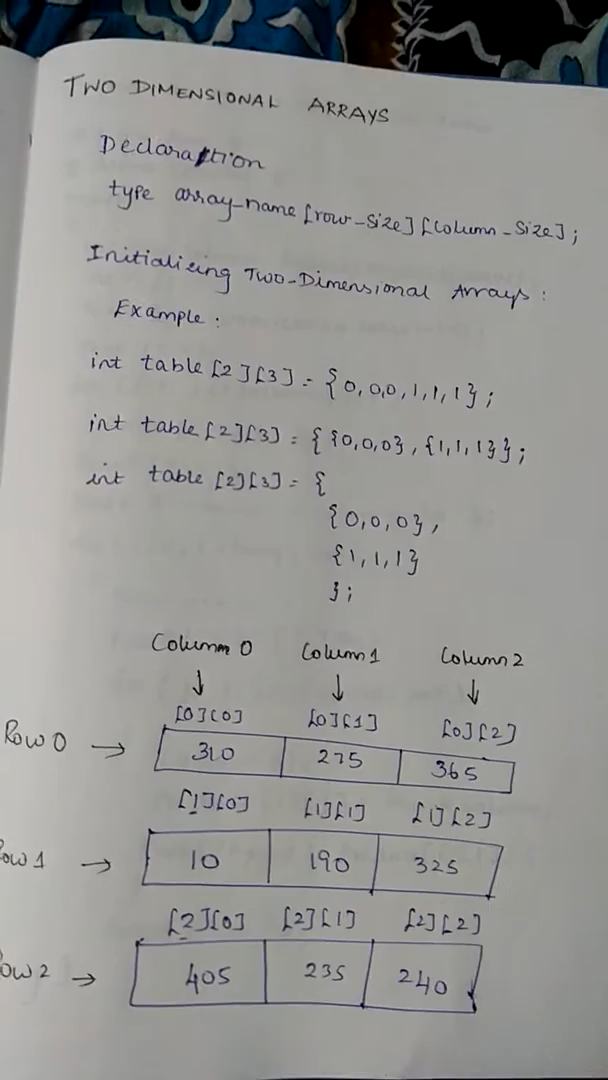 TWO DIMENSIONAL ARRAYS
Declaration
type array-name [row-size] [column-size];
Initializing Two-Dimensional Arrays:
Example:
int table [2][3] = {0,0,0,1,1,1};
int table [2][3] = { {0,0,0}, {1,1,1}};
int table [2][3] = {
{0,0,0},
{1,1,1}
};
Column 0 Column 1 Column 2
↓ ↓ ↓
[0][0] [0][1] [0][2]
Row 0 → 310 275 365
[1][0] [1][1] [1][2]
Row 1 → 10 190 325
[2][0] [2][1] [2][2]
Row 2 → 405 235 240